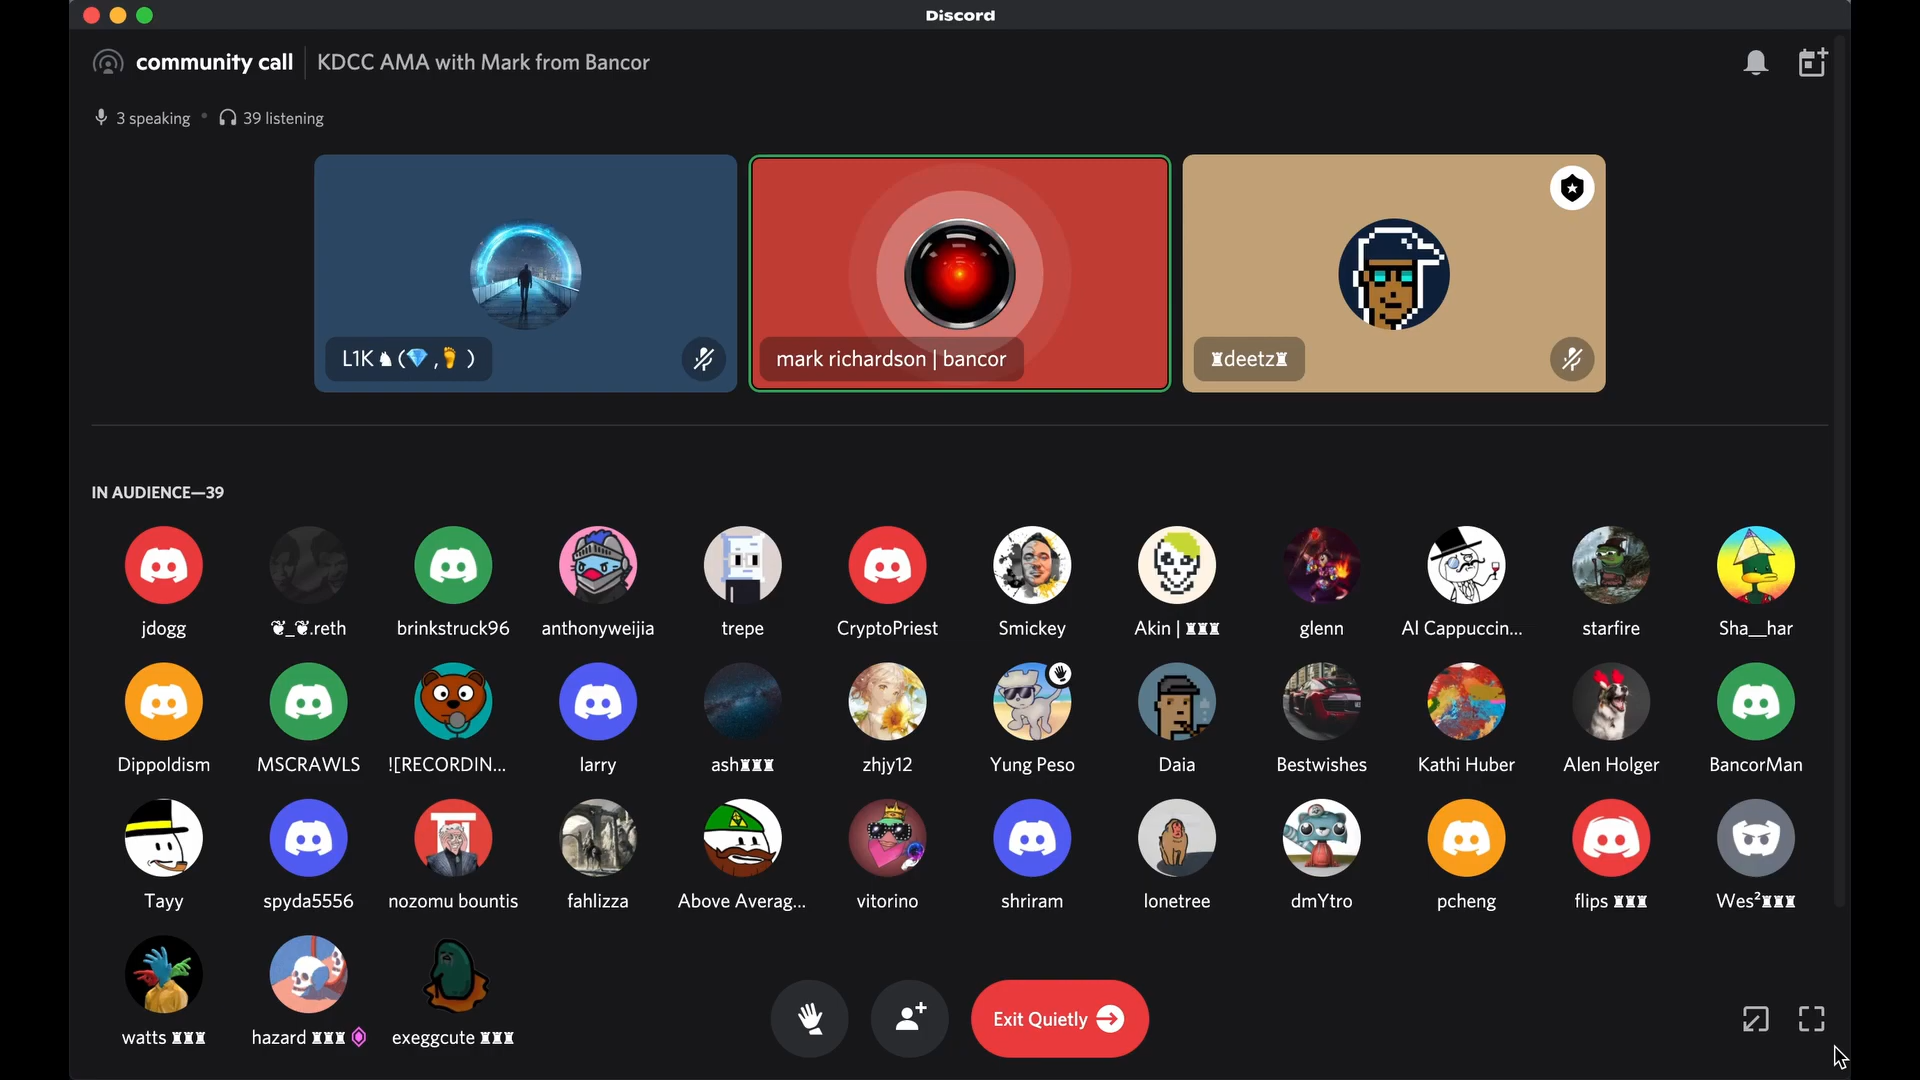 Discord
community call | KDCC AMA with Mark from Bancor
3 speaking • 39 listening
L1K ♞ (💎,🦶)
mark richardson | bancor
♜deetz♜
IN AUDIENCE—39
jdogg
❦_❦.reth
brinkstruck96
anthonyweijia
trepe
CryptoPriest
Smickey
Akin | ♜♜♜
glenn
Al Cappuccin...
starfire
Sha__har
Dippoldism
MSCRAWLS
![RECORDIN...
larry
ash♜♜♜
zhjy12
Yung Peso
Daia
Bestwishes
Kathi Huber
Alen Holger
BancorMan
Tayy
spyda5556
nozomu bountis
fahlizza
Above Averag...
vitorino
shriram
lonetree
dmYtro
pcheng
flips ♜♜♜
Wes²♜♜♜
watts ♜♜♜
hazard ♜♜♜
exeggcute ♜♜♜
Exit Quietly